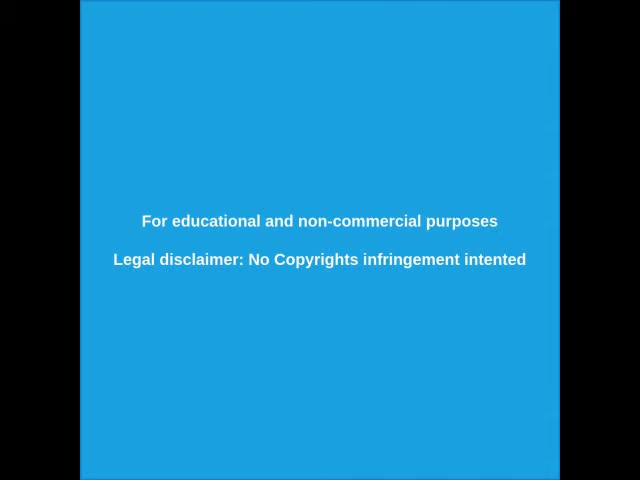 For educational and non-commercial purposes
Legal disclaimer: No Copyrights infringement intented